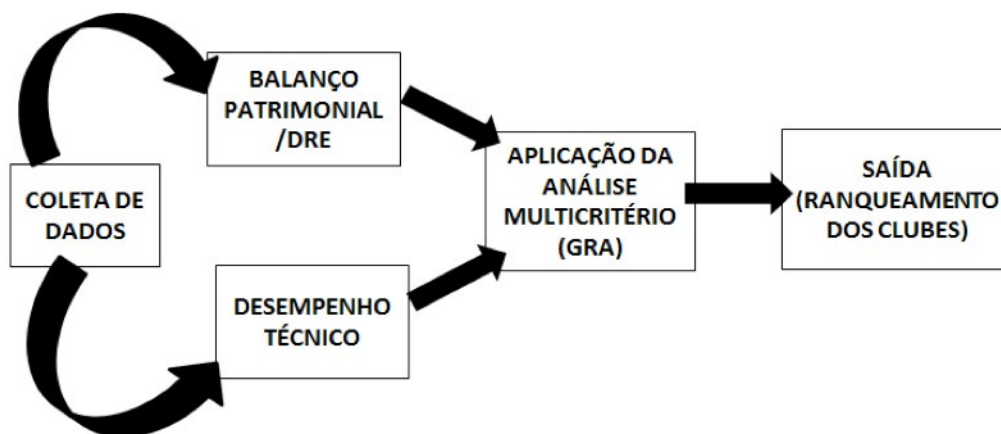 COLETA DE
DADOS
BALANÇO
PATRIMONIAL
/DRE
DESEMPENHO
TÉCNICO
APLICAÇÃO DA
ANÁLISE
MULTICRITÉRIO
(GRA)
SAÍDA
(RANQUEAMENTO
DOS CLUBES)